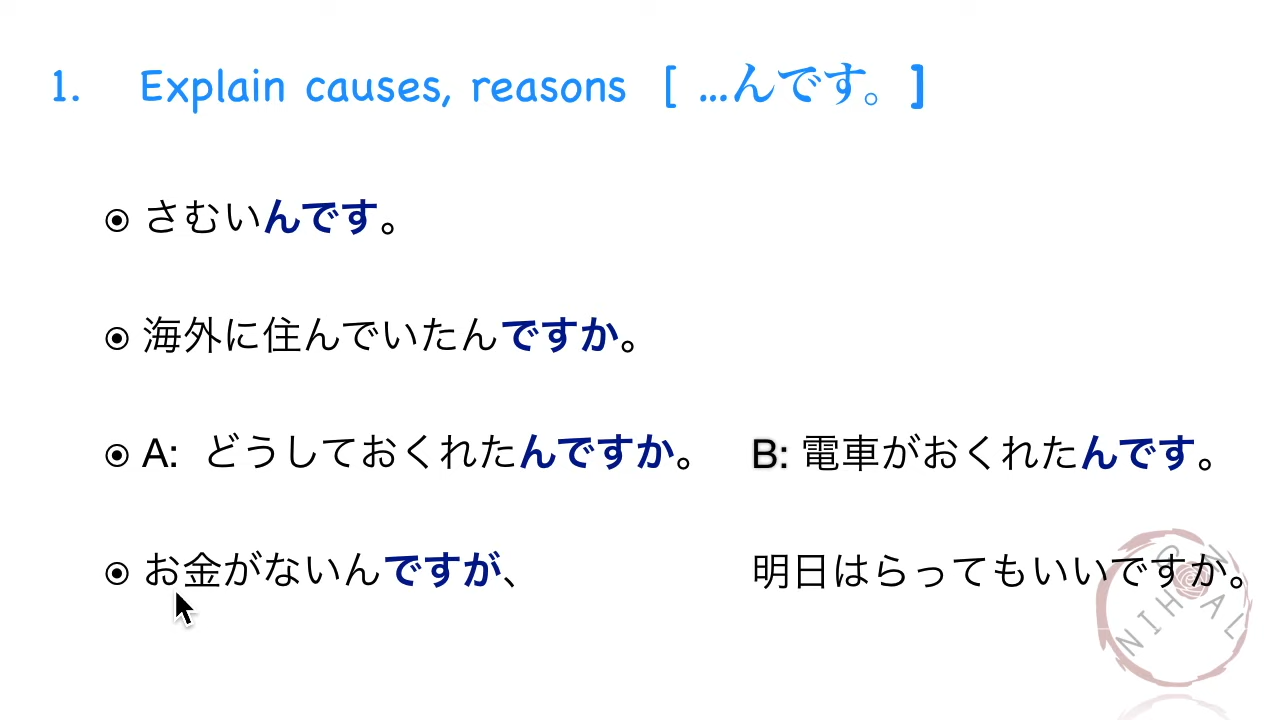 1. Explain causes, reasons [ ...んです。]
さむいんです。
海外に住んでいたんですか。
A: どうしておくれたんですか。 B: 電車がおくれたんです。
お金がないんですが、 明日はらってもいいですか。